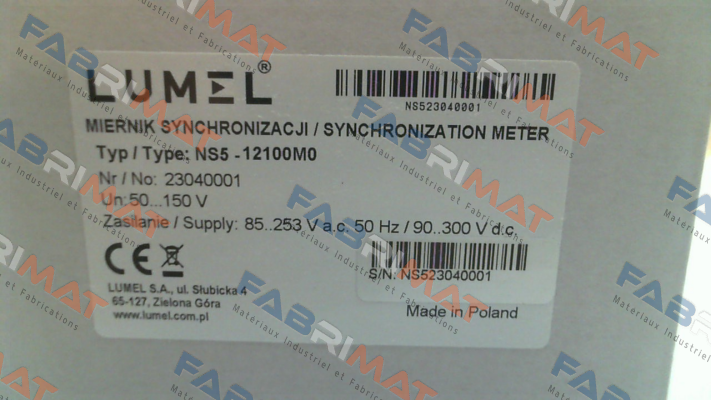 LUMEL®
NS523040001
MIERNIK SYNCHRONIZACJI / SYNCHRONIZATION METER
Typ / Type: NS5 -12100M0
Nr / No: 23040001
Un:50...150 V
Zasilanie / Supply: 85..253 V a.c. 50 Hz / 90..300 V d.c.
CE
S/N: NS523040001
LUMEL S.A., ul. Słubicka 4
65-127, Zielona Góra
www.lumel.com.pl
Made in Poland
FABRIMAT
Materiaux Industriel et Fabrications